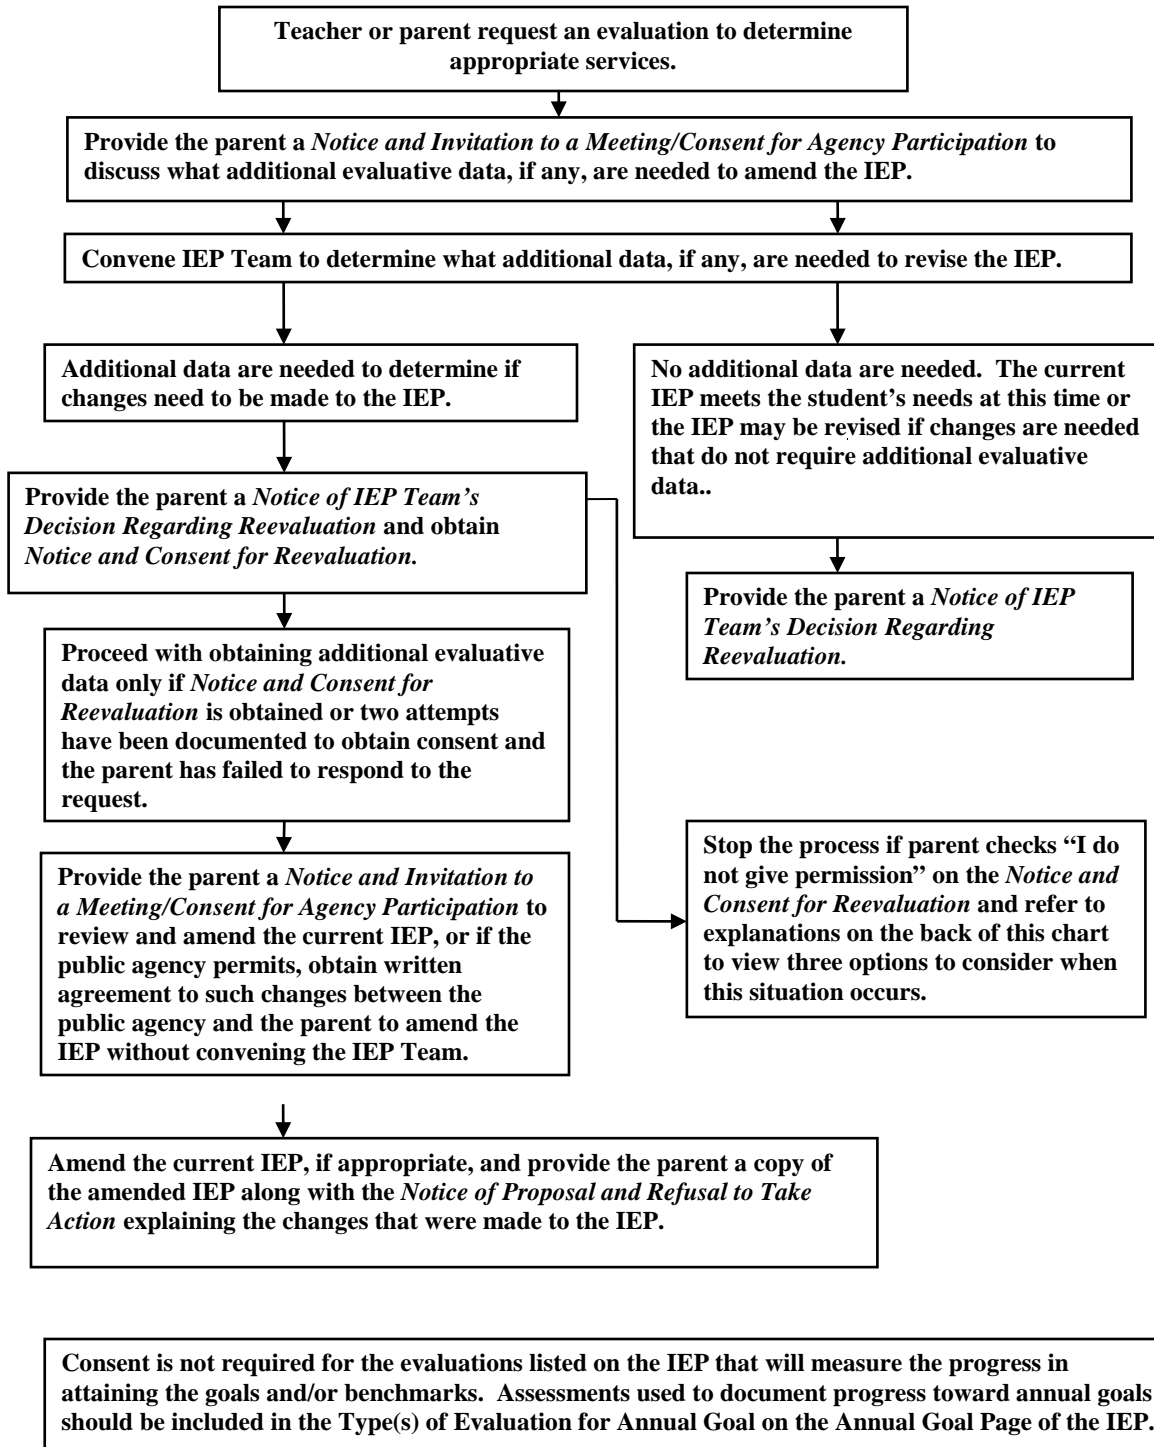 Teacher or parent request an evaluation to determine
appropriate services.
Provide the parent a Notice and Invitation to a Meeting/Consent for Agency Participation to
discuss what additional evaluative data, if any, are needed to amend the IEP.
Convene IEP Team to determine what additional data, if any, are needed to revise the IEP.
Additional data are needed to determine if
changes need to be made to the IEP.
No additional data are needed.  The current
IEP meets the student’s needs at this time or
the IEP may be revised if changes are needed
that do not require additional evaluative
data..
Provide the parent a Notice of IEP Team’s
Decision Regarding Reevaluation and obtain
Notice and Consent for Reevaluation.
Provide the parent a Notice of IEP
Team’s Decision Regarding
Reevaluation.
Proceed with obtaining additional evaluative
data only if Notice and Consent for
Reevaluation is obtained or two attempts
have been documented to obtain consent and
the parent has failed to respond to the
request.
Stop the process if parent checks “I do
not give permission” on the Notice and
Consent for Reevaluation and refer to
explanations on the back of this chart
to view three options to consider when
this situation occurs.
Provide the parent a Notice and Invitation to
a Meeting/Consent for Agency Participation to
review and amend the current IEP, or if the
public agency permits, obtain written
agreement to such changes between the
public agency and the parent to amend the
IEP without convening the IEP Team.
Amend the current IEP, if appropriate, and provide the parent a copy of
the amended IEP along with the Notice of Proposal and Refusal to Take
Action explaining the changes that were made to the IEP.
Consent is not required for the evaluations listed on the IEP that will measure the progress in
attaining the goals and/or benchmarks.  Assessments used to document progress toward annual goals
should be included in the Type(s) of Evaluation for Annual Goal on the Annual Goal Page of the IEP.